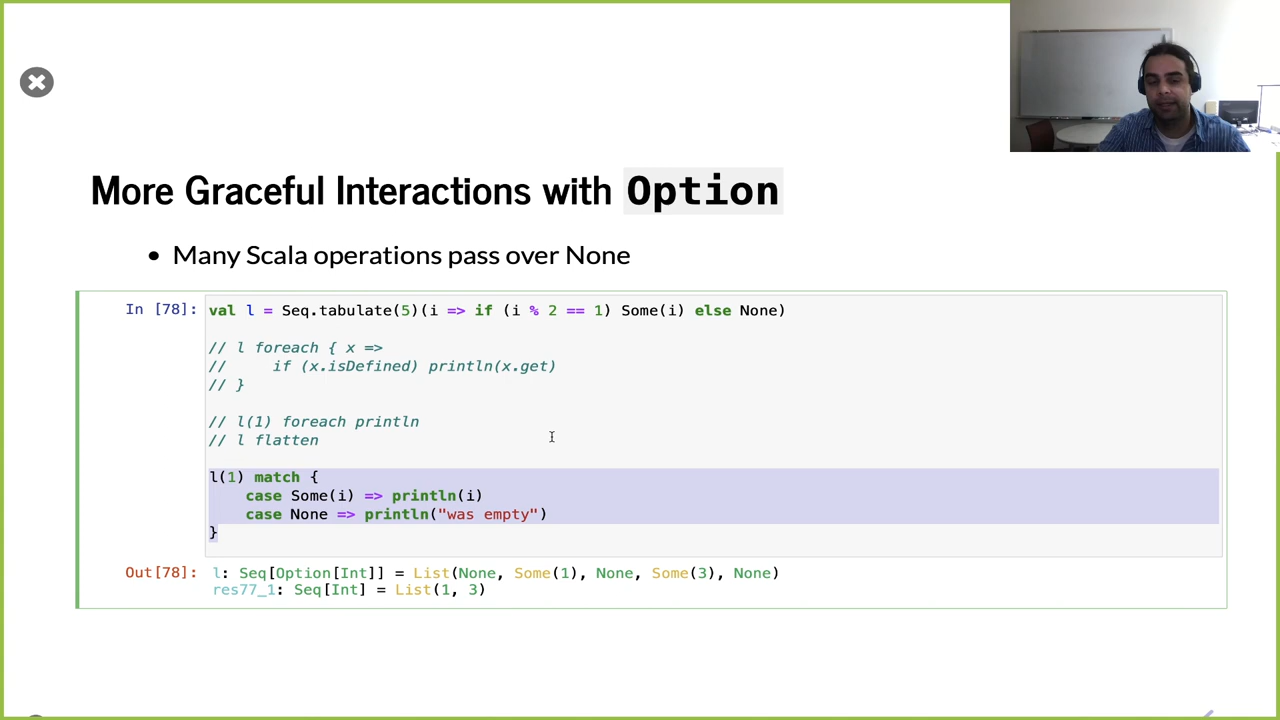 More Graceful Interactions with Option
• Many Scala operations pass over None
In [78]: val l = Seq.tabulate(5)(i => if (i % 2 == 1) Some(i) else None)
// l foreach { x =>
//     if (x.isDefined) println(x.get)
// }
// l(1) foreach println
// l flatten
l(1) match {
    case Some(i) => println(i)
    case None => println("was empty")
}
Out[78]: l: Seq[Option[Int]] = List(None, Some(1), None, Some(3), None)
res77_1: Seq[Int] = List(1, 3)